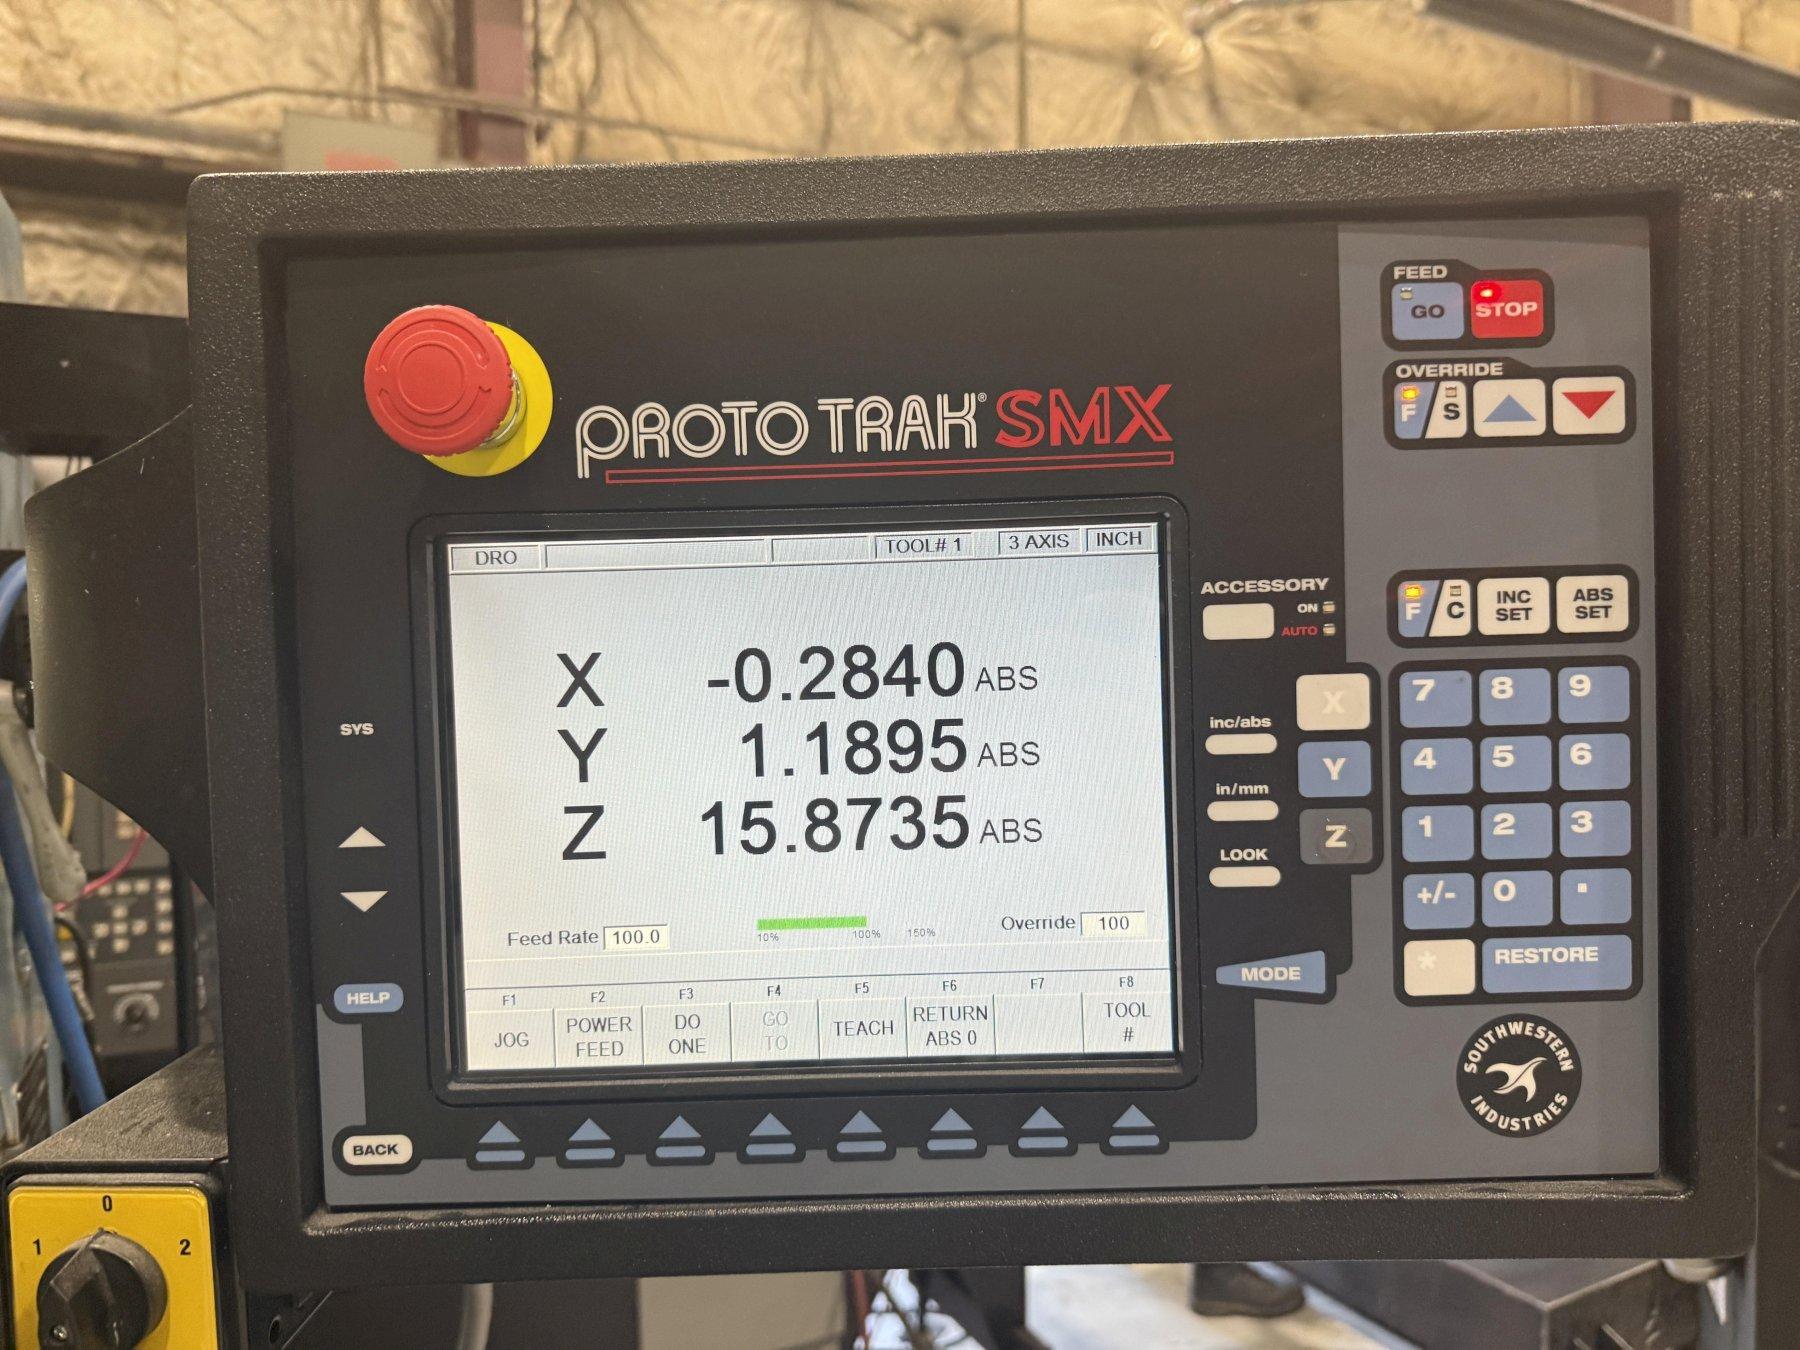 PROTO TRAK® SMX
FEED
GO STOP
OVERRIDE
F/S
DRO TOOL# 1 3 AXIS INCH
X -0.2840 ABS
Y 1.1895 ABS
Z 15.8735 ABS
Feed Rate 100.0 10% 100% 150% Override 100
F1 F2 F3 F4 F5 F6 F7 F8
JOG POWER FEED DO ONE GO TO TEACH RETURN ABS 0 TOOL #
SYS
HELP
BACK
ACCESSORY
ON
AUTO
inc/abs
in/mm
LOOK
MODE
F/C INC SET ABS SET
X 7 8 9
Y 4 5 6
Z 1 2 3
+/- 0 .
* RESTORE
SOUTHWESTERN
INDUSTRIES
0
1 2